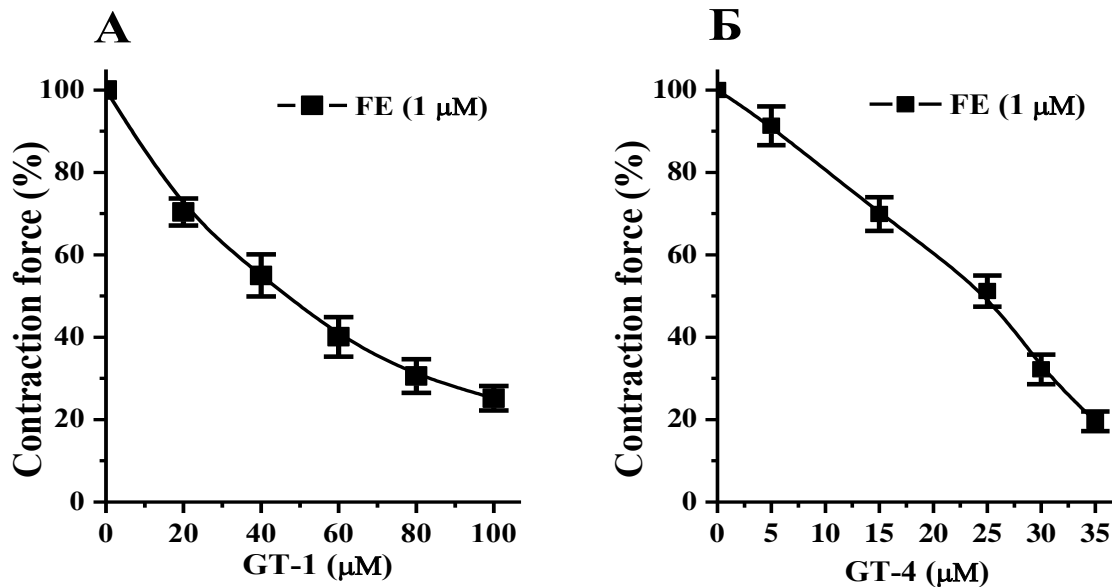 А
Contraction force (%)
100
80
60
40
20
0
FE (1 μM)
0 20 40 60 80 100
GT-1 (μM)
Б
Contraction force (%)
100
80
60
40
20
0
FE (1 μM)
0 5 10 15 20 25 30 35
GT-4 (μM)